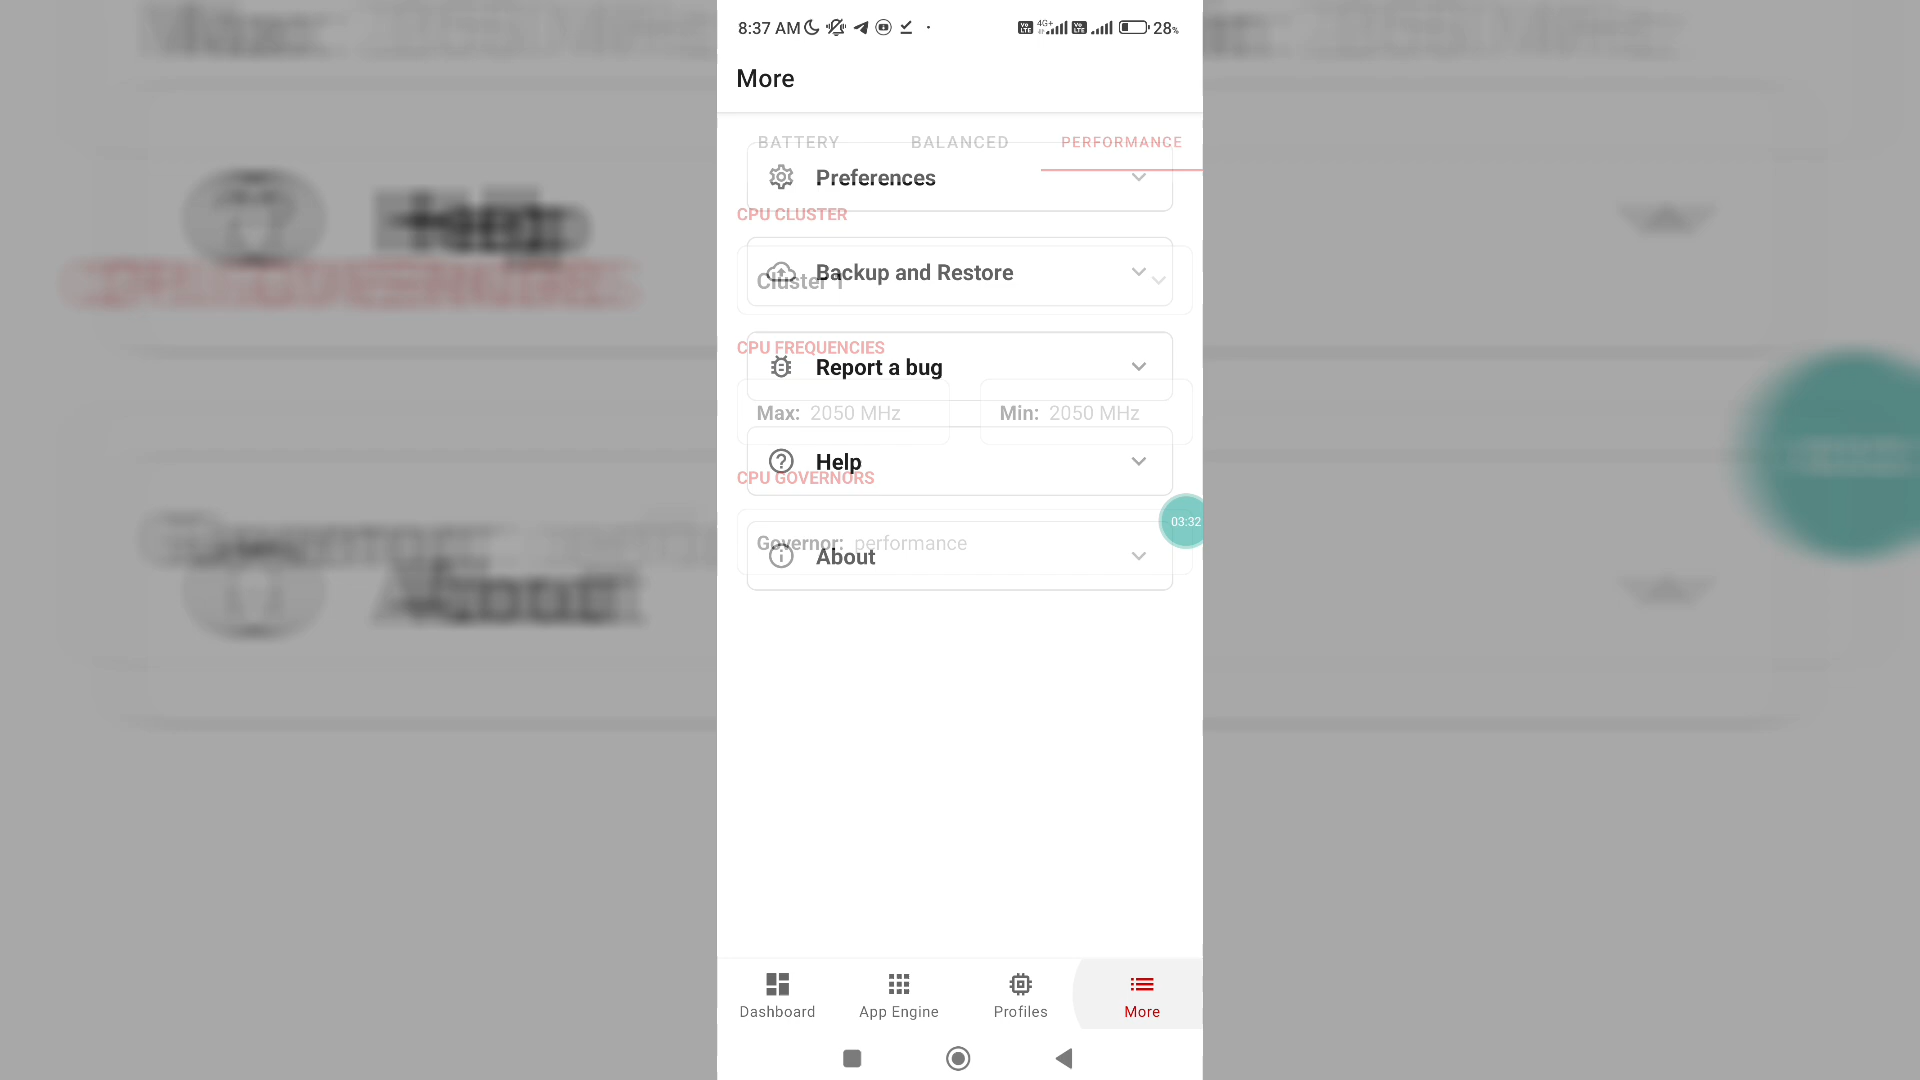 8:37 AM
4G+
28%
More
BATTERY BALANCED PERFORMANCE
Preferences
CPU CLUSTER
Backup and Restore
Cluster 1
CPU FREQUENCIES
Report a bug
Max: 2050 MHz Min: 2050 MHz
Help
CPU GOVERNORS
03:32
Governor: performance
About
Dashboard App Engine Profiles More